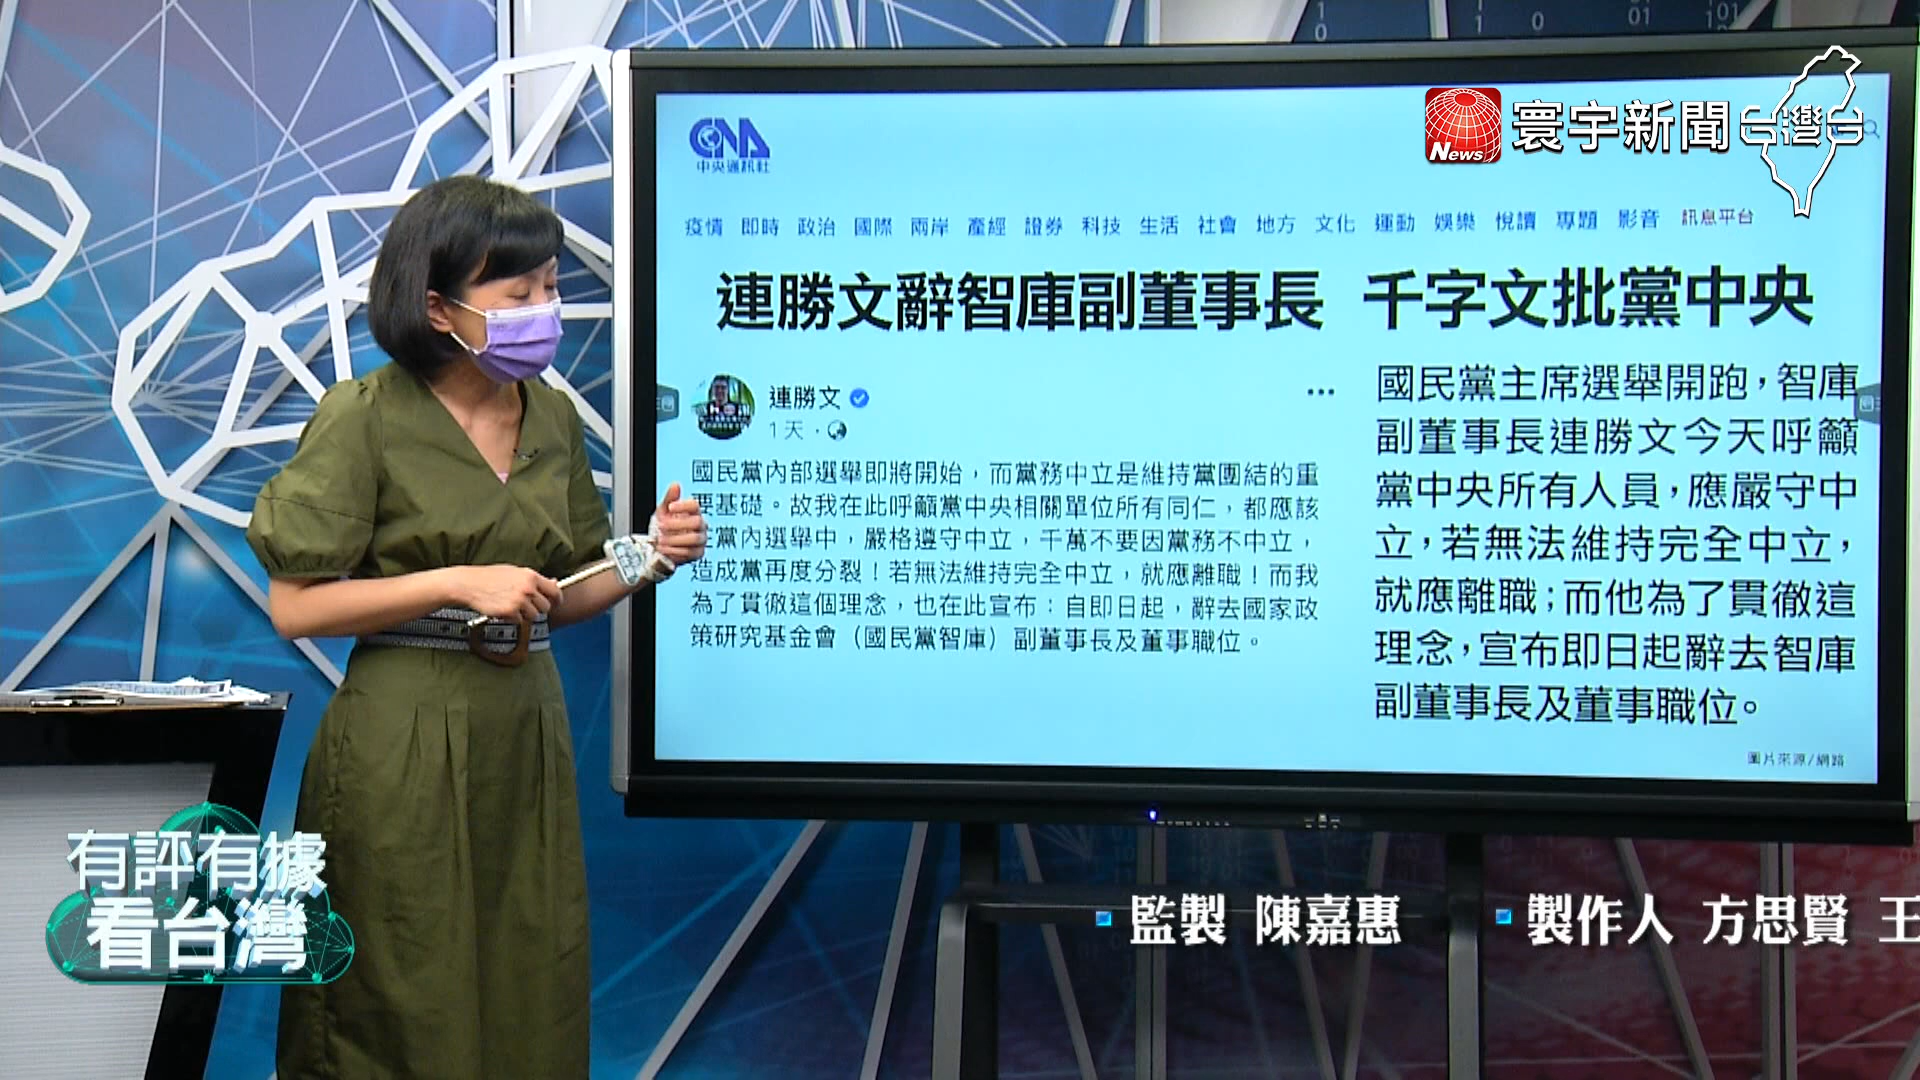 CNA
中央通訊社
News 寰宇新聞 台灣台
疫情 即時 政治 國際 兩岸 產經 證券 科技 生活 社會 地方 文化 運動 娛樂 悅讀 專題 影音 訊息平台
連勝文辭智庫副董事長 千字文批黨中央
連勝文
1天
國民黨內部選舉即將開始，而黨務中立是維持黨團結的重
要基礎。故我在此呼籲黨中央相關單位所有同仁，都應該
黨內選舉中，嚴格遵守中立，千萬不要因黨務不中立，
造成黨再度分裂！若無法維持完全中立，就應離職！而我
為了貫徹這個理念，也在此宣布：自即日起，辭去國家政
策研究基金會（國民黨智庫）副董事長及董事職位。
國民黨主席選舉開跑，智庫
副董事長連勝文今天呼籲
黨中央所有人員，應嚴守中
立，若無法維持完全中立，
就應離職；而他為了貫徹這
理念，宣布即日起辭去智庫
副董事長及董事職位。
圖片來源/網路
有評有據
看台灣
監製 陳嘉惠 製作人 方思賢 王